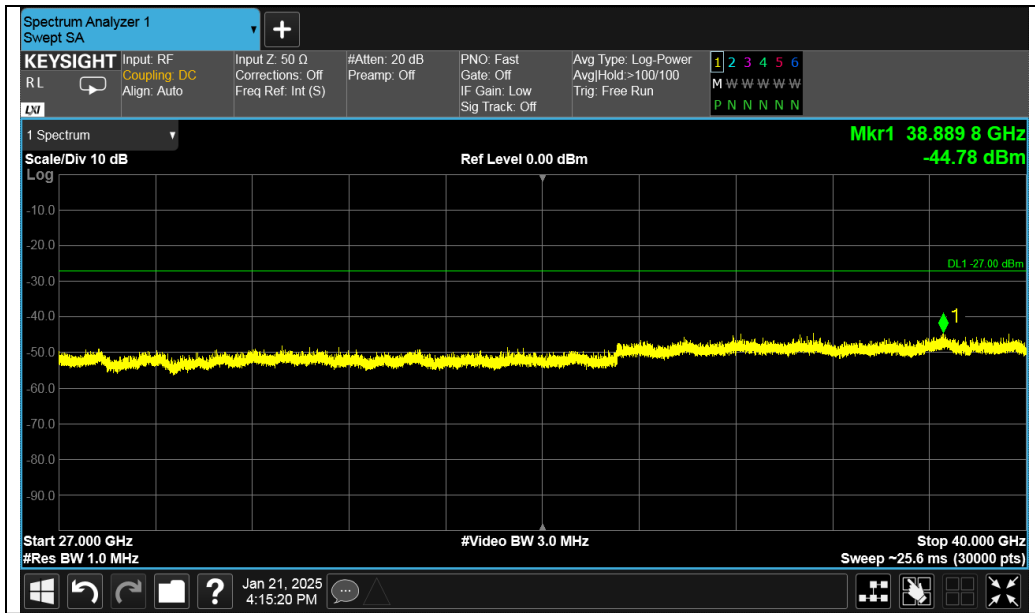 Spectrum Analyzer 1
Swept SA
+
KEYSIGHT
RL
LXI
Input: RF
Coupling: DC
Align: Auto
Input Z: 50 Ω
Corrections: Off
Freq Ref: Int (S)
#Atten: 20 dB
Preamp: Off
PNO: Fast
Gate: Off
IF Gain: Low
Sig Track: Off
Avg Type: Log-Power
Avg|Hold:>100/100
Trig: Free Run
1 2 3 4 5 6
M W W W W W
P N N N N N
1 Spectrum
Mkr1 38.889 8 GHz
Scale/Div 10 dB
Ref Level 0.00 dBm
-44.78 dBm
Log
-10.0
-20.0
DL1 -27.00 dBm
-30.0
-40.0
1
-50.0
-60.0
-70.0
-80.0
-90.0
Start 27.000 GHz
#Video BW 3.0 MHz
Stop 40.000 GHz
#Res BW 1.0 MHz
Sweep ~25.6 ms (30000 pts)
?
Jan 21, 2025
4:15:20 PM